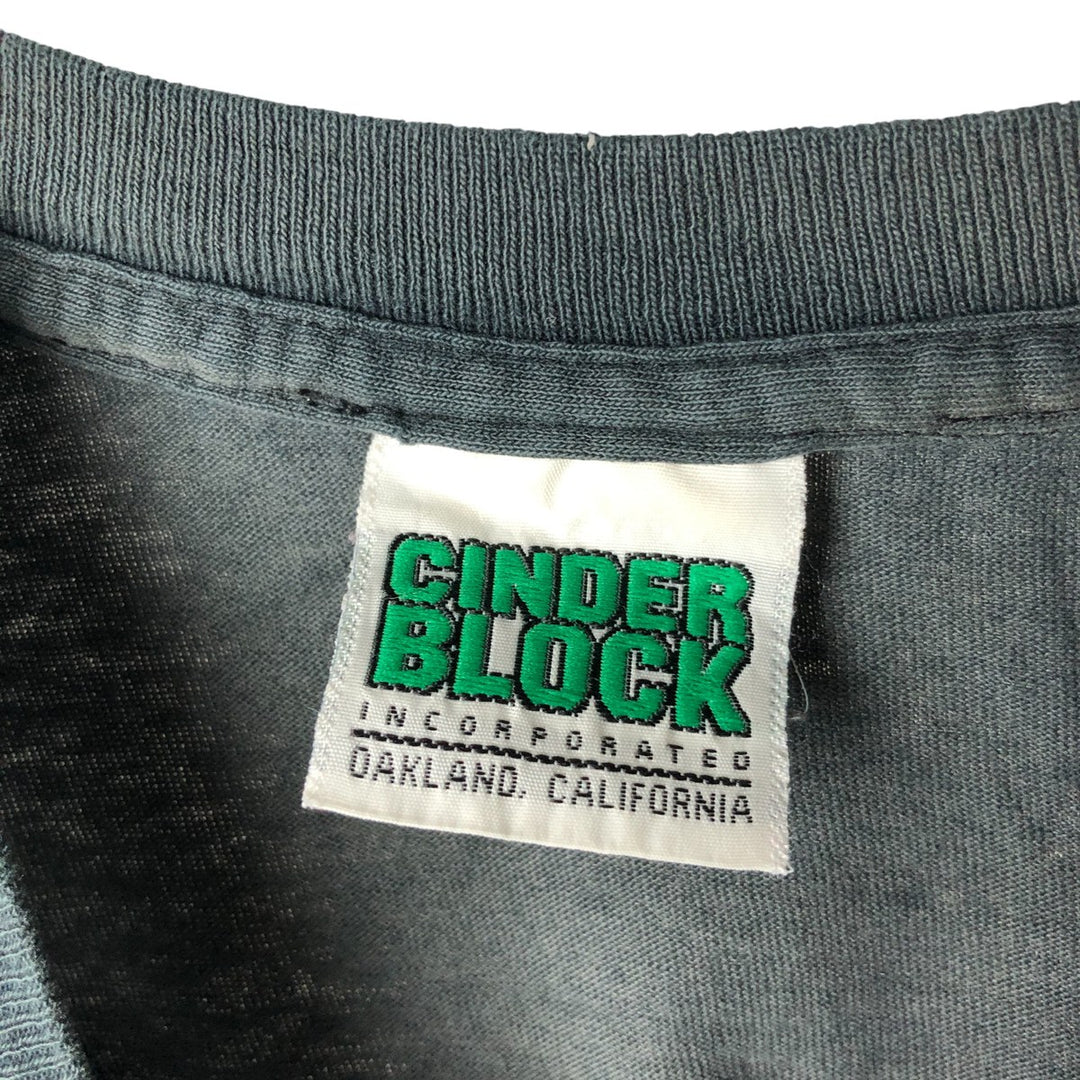 CINDER
BLOCK
INCORPORATED
OAKLAND, CALIFORNIA